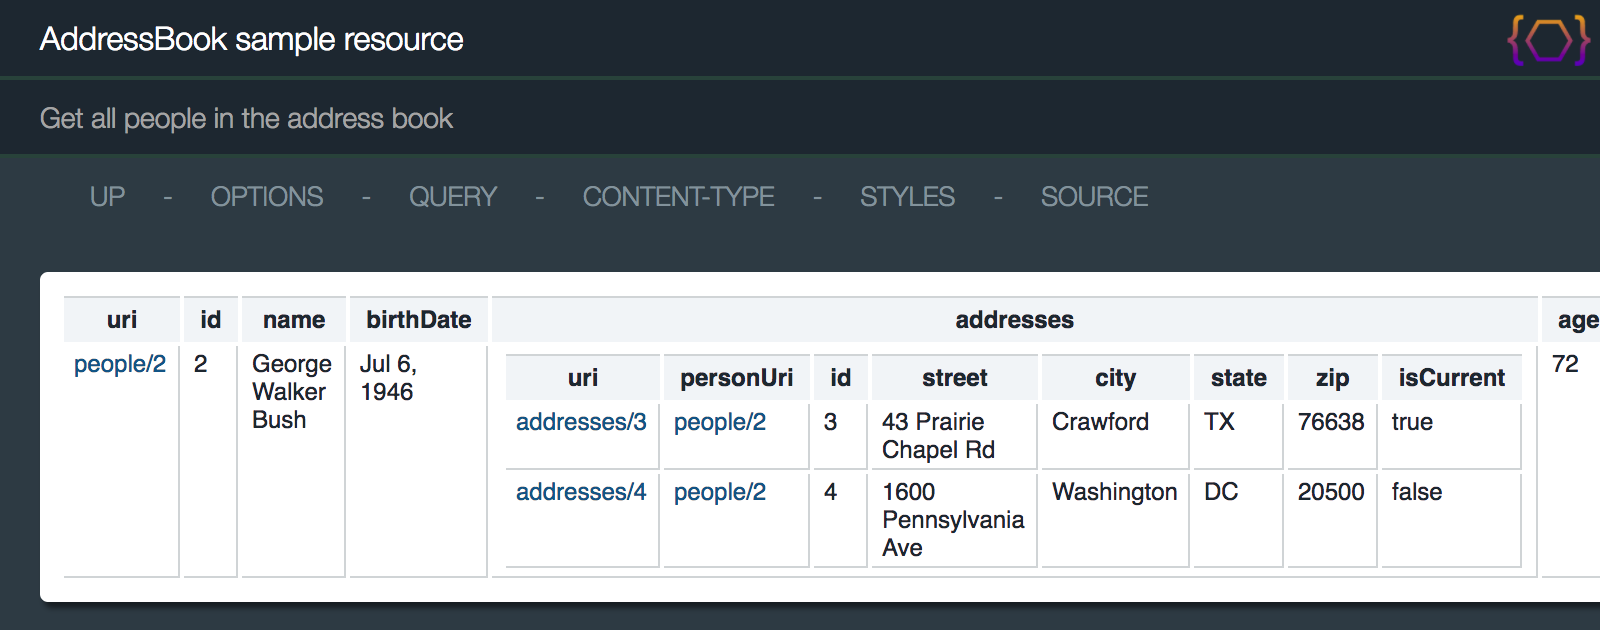 AddressBook sample resource
Get all people in the address book
UP - OPTIONS - QUERY - CONTENT-TYPE - STYLES - SOURCE
uri id name birthDate addresses age
people/2 2 George Jul 6, 72
Walker 1946
Bush
uri personUri id street city state zip isCurrent
addresses/3 people/2 3 43 Prairie Crawford TX 76638 true
Chapel Rd
addresses/4 people/2 4 1600 Washington DC 20500 false
Pennsylvania
Ave